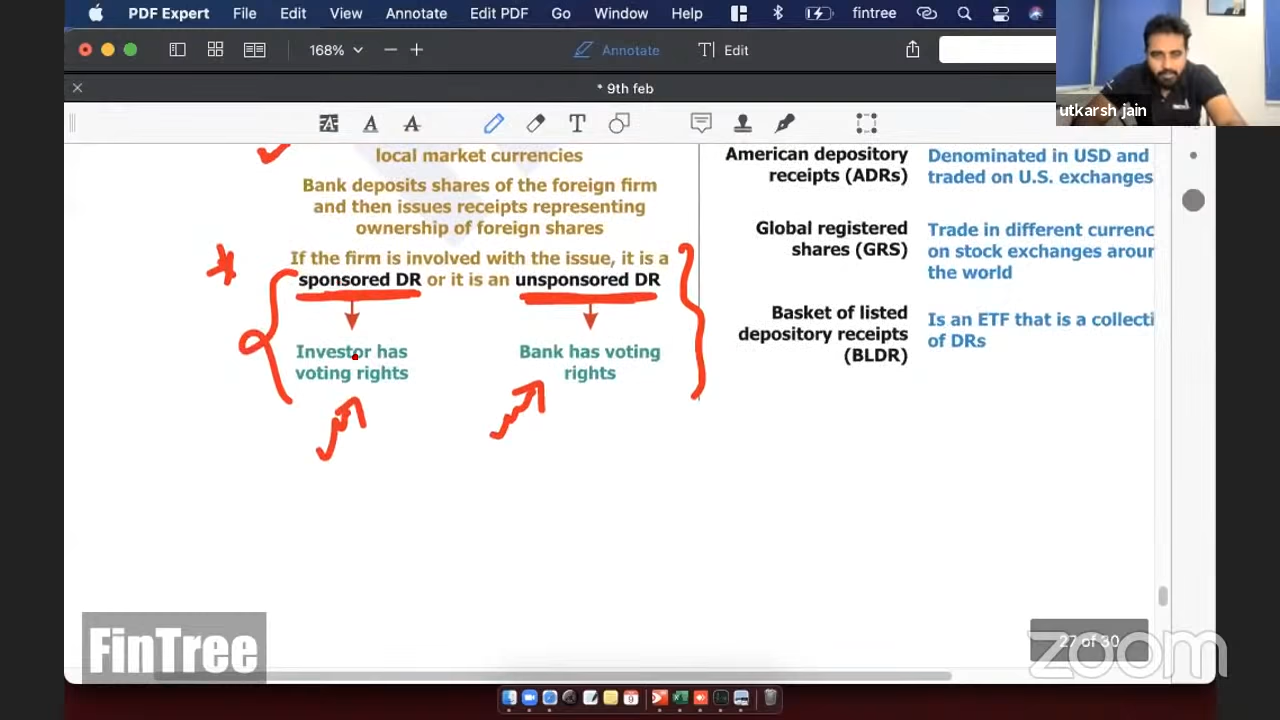 PDF Expert File Edit View Annotate Edit PDF Go Window Help fintree
168% Annotate T Edit
* 9th feb
utkarsh jain
A A A T
local market currencies
Bank deposits shares of the foreign firm
and then issues receipts representing
ownership of foreign shares
If the firm is involved with the issue, it is a
sponsored DR or it is an unsponsored DR
Investor has
voting rights
Bank has voting
rights
American depository
receipts (ADRs)
Denominated in USD and
traded on U.S. exchanges
Global registered
shares (GRS)
Trade in different currenc
on stock exchanges aroun
the world
Basket of listed
depository receipts
(BLDR)
Is an ETF that is a collecti
of DRs
27 of 30
FinTree
zoom